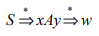 S ⇒* xAy ⇒* w